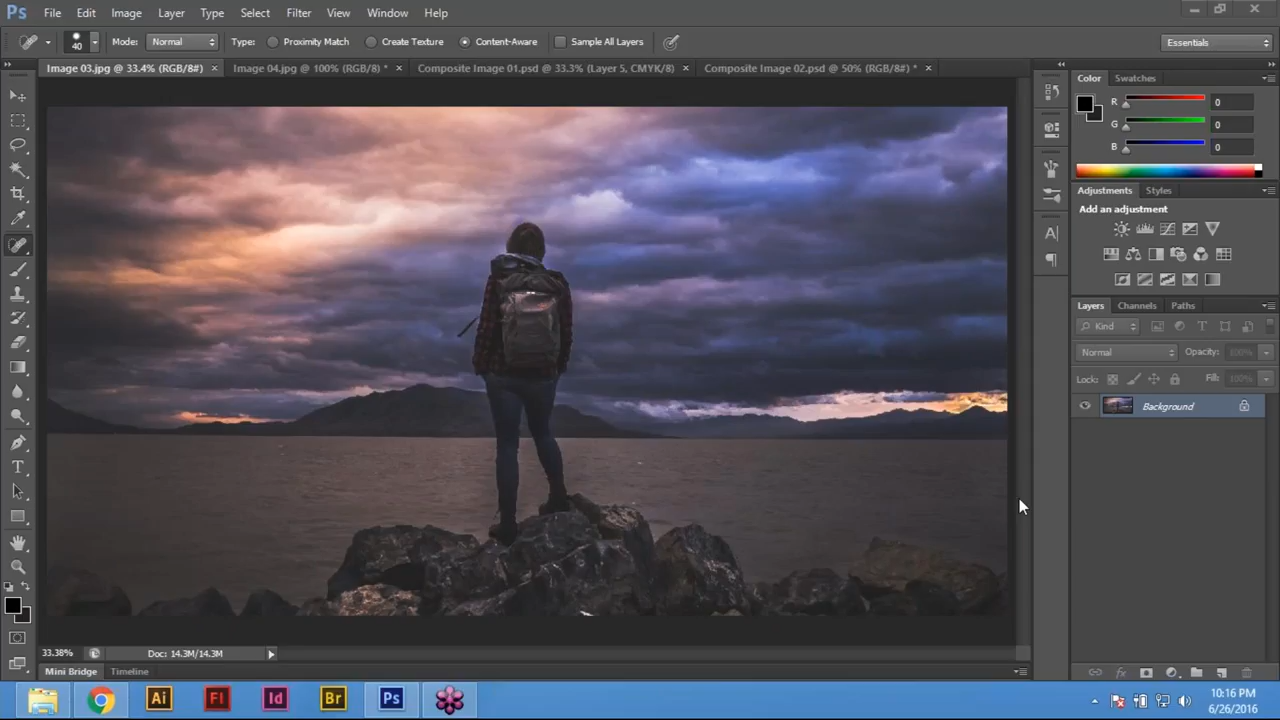 Ps File Edit Image Layer Type Select Filter View Window Help
40 Mode: Normal Type: Proximity Match Create Texture Content-Aware Sample All Layers Essentials
Image 03.jpg @ 33.4% (RGB/8#) × Image 04.jpg @ 100% (RGB/8) * × Composite Image 01.psd @ 33.3% (Layer 5, CMYK/8) × Composite Image 02.psd @ 50% (RGB/8#) * ×
Color Swatches
R 0
G 0
B 0
Adjustments Styles
Add an adjustment
Layers Channels Paths
Kind
Normal Opacity: 100%
Lock: Fill: 100%
Background
33.38% Doc: 14.3M/14.3M
Mini Bridge Timeline
Ai Fl Id Br Ps
10:16 PM
6/26/2016